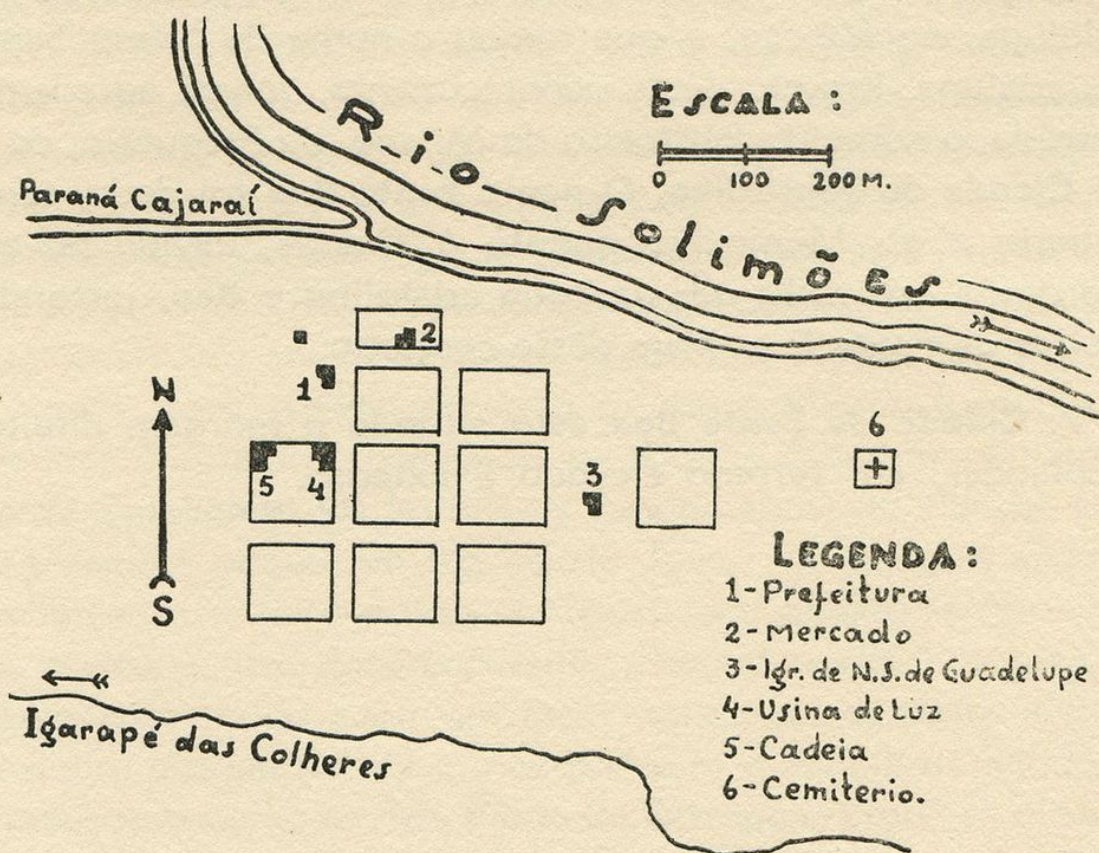 Rio Solimões
ESCALA:
0 100 200M.
Paraná Cajaraí
2
1
N
S
5 4
3
6
LEGENDA:
1-Prefeitura
2-Mercado
3-Igr. de N.S. de Guadelupe
4-Usina de Luz
5-Cadeia
6-Cemiterio.
Igarapé das Colheres